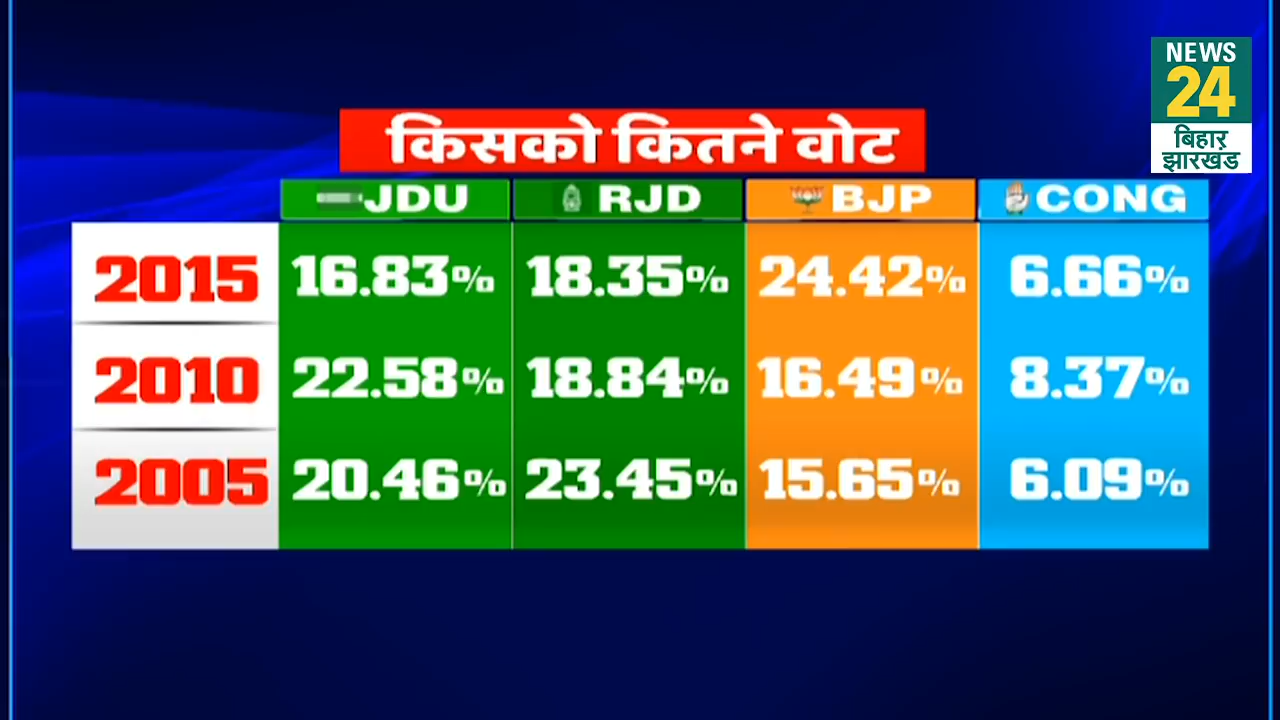 NEWS
24
बिहार
झारखंड
किसको कितने वोट
JDU RJD BJP CONG
2015 16.83% 18.35% 24.42% 6.66%
2010 22.58% 18.84% 16.49% 8.37%
2005 20.46% 23.45% 15.65% 6.09%